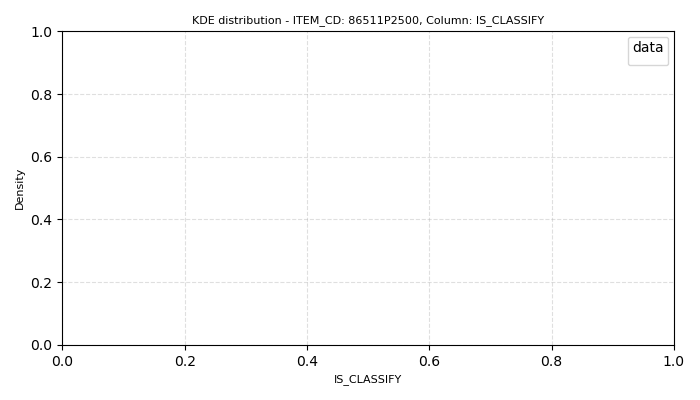 KDE distribution - ITEM_CD: 86511P2500, Column: IS_CLASSIFY
data
1.0
0.8
0.6
0.4
0.2
0.0
Density
0.0 0.2 0.4 0.6 0.8 1.0
IS_CLASSIFY